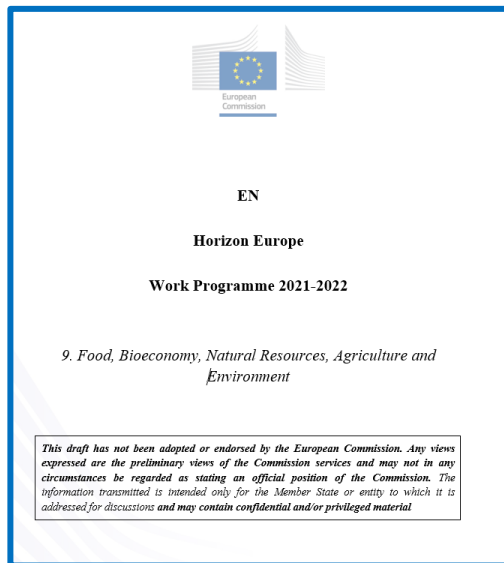 European
Commission
EN
Horizon Europe
Work Programme 2021-2022
9. Food, Bioeconomy, Natural Resources, Agriculture and
Environment
This draft has not been adopted or endorsed by the European Commission. Any views
expressed are the preliminary views of the Commission services and may not in any
circumstances be regarded as stating an official position of the Commission. The
information transmitted is intended only for the Member State or entity to which it is
addressed for discussions and may contain confidential and/or privileged material